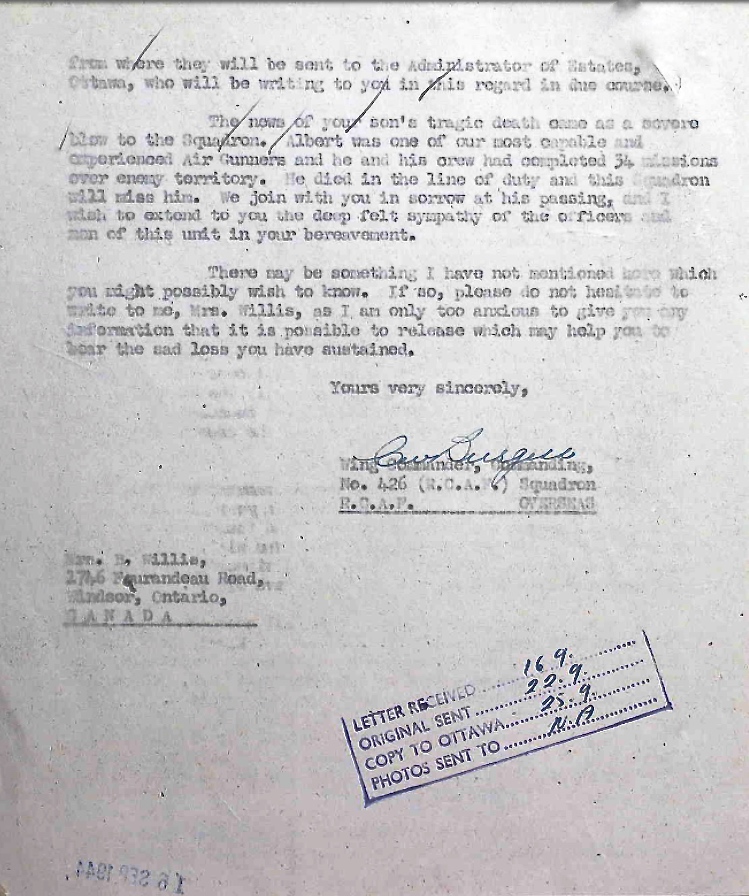 from where they will be sent to the Administrator of Estates,
Ottawa, who will be writing to you in this regard in due course.
The news of your son's tragic death came as a severe
blow to the Squadron. Albert was one of our most capable and
experienced Air Gunners and he and his crew had completed 34 missions
over enemy territory. He died in the line of duty and this Squadron
will miss him. We join with you in sorrow at his passing, and I
wish to extend to you the deep felt sympathy of the officers and
men of this unit in your bereavement.
There may be something I have not mentioned here which
you might possibly wish to know. If so, please do not hesitate to
write to me, Mrs. Willis, as I am only too anxious to give you any
information that it is possible to release which may help you to
bear the sad loss you have sustained.
Yours very sincerely,
Burgess
Wing Commander, Commanding,
No. 426 (R.C.A.F.) Squadron
R.C.A.F. OVERSEAS
Mrs. B. Willis,
1746 Fourandeau Road,
Windsor, Ontario,
CANADA
LETTER RECEIVED 16.9.
ORIGINAL SENT 22.9.
COPY TO OTTAWA 25.9.
PHOTOS SENT TO N.A
16 SEP 1944